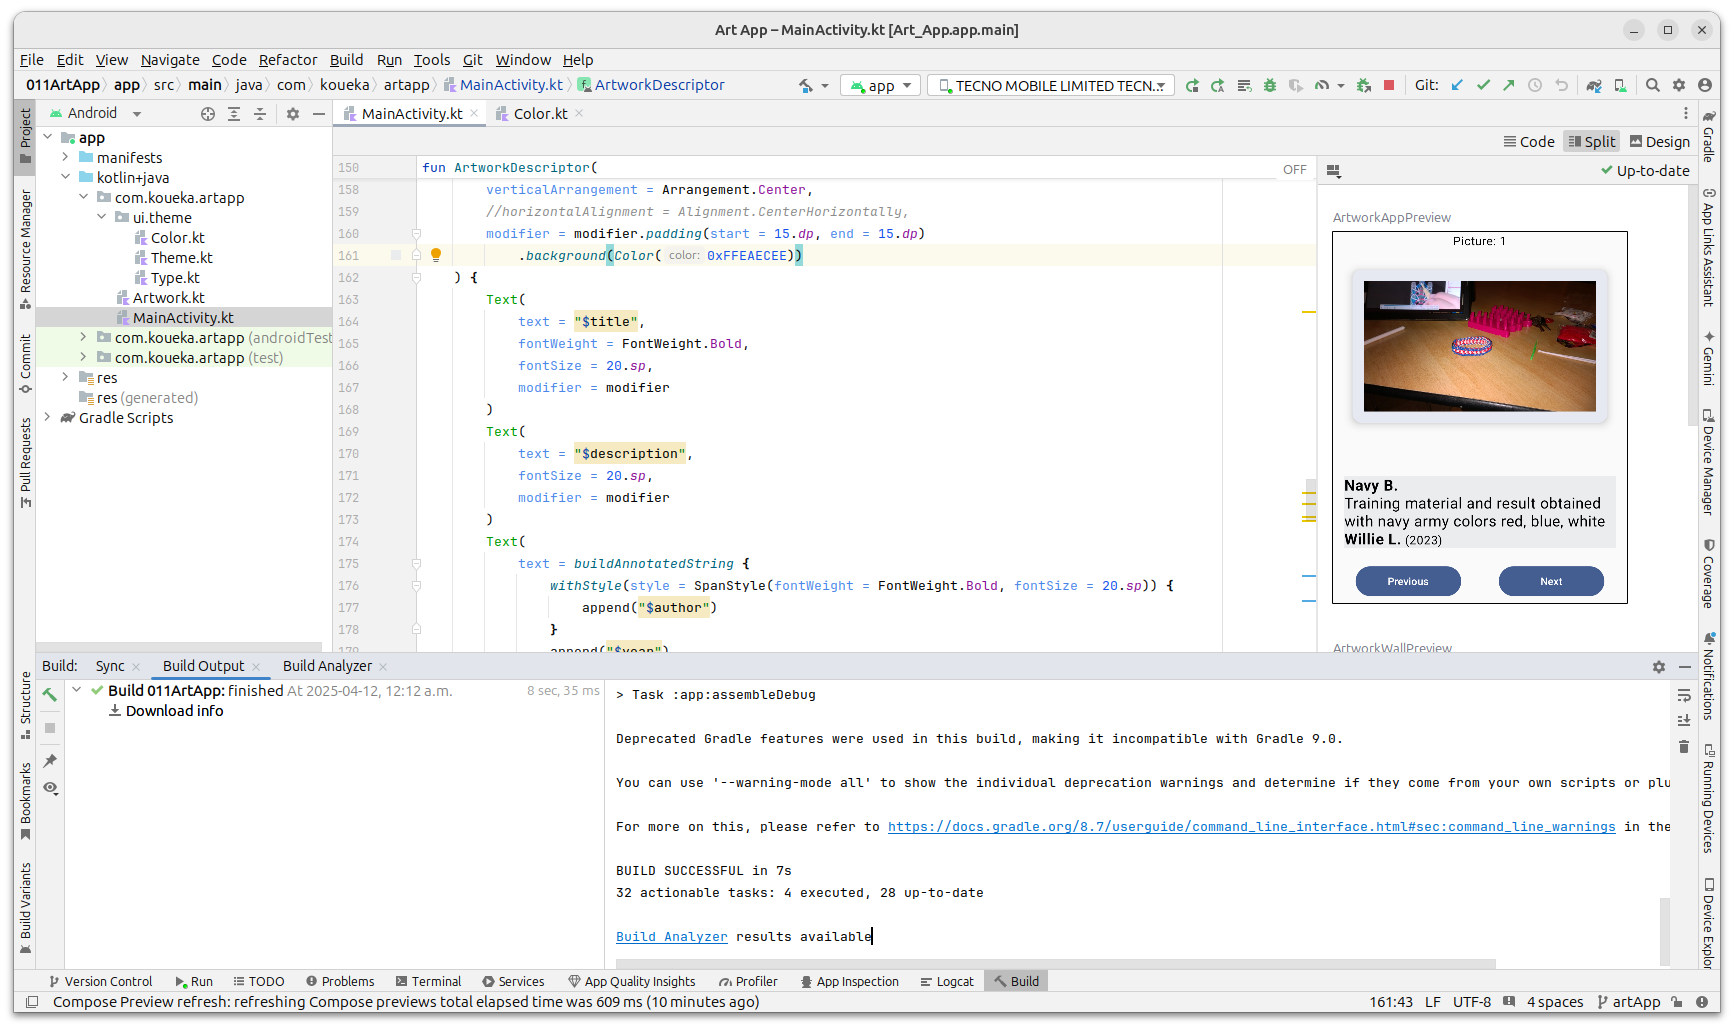 Art App – MainActivity.kt [Art_App.app.main]
File Edit View Navigate Code Refactor Build Run Tools Git Window Help
011ArtApp app src main java com koueka artapp MainActivity.kt ArtworkDescriptor
app TECNO MOBILE LIMITED TECN.. Git:
Project
Resource Manager
Commit
Pull Requests
Structure
Bookmarks
Build Variants
Android
app
manifests
kotlin+java
com.koueka.artapp
ui.theme
Color.kt
Theme.kt
Type.kt
Artwork.kt
MainActivity.kt
com.koueka.artapp (androidTest
com.koueka.artapp (test)
res
res (generated)
Gradle Scripts
MainActivity.kt Color.kt
Code Split Design
OFF
150 fun ArtworkDescriptor(
158 verticalArrangement = Arrangement.Center,
159 //horizontalAlignment = Alignment.CenterHorizontally,
160 modifier = modifier.padding(start = 15.dp, end = 15.dp)
161 .background(Color( color: 0xFFEAECEE))
162 ) {
163 Text(
164 text = "$title",
165 fontWeight = FontWeight.Bold,
166 fontSize = 20.sp,
167 modifier = modifier
168 )
169 Text(
170 text = "$description",
171 fontSize = 20.sp,
172 modifier = modifier
173 )
174 Text(
175 text = buildAnnotatedString {
176 withStyle(style = SpanStyle(fontWeight = FontWeight.Bold, fontSize = 20.sp)) {
177 append("$author")
178 }
179 append("$year")
Up-to-date
ArtworkAppPreview
Picture: 1
Navy B.
Training material and result obtained
with navy army colors red, blue, white
Willie L. (2023)
Previous Next
ArtworkWallPreview
Gradle
App Links Assistant
Gemini
Device Manager
Coverage
Notifications
Running Devices
Device Explor
Build: Sync Build Output Build Analyzer
Build 011ArtApp: finished At 2025-04-12, 12:12 a.m. 8 sec, 35 ms
Download info
> Task :app:assembleDebug
Deprecated Gradle features were used in this build, making it incompatible with Gradle 9.0.
You can use '--warning-mode all' to show the individual deprecation warnings and determine if they come from your own scripts or plu
For more on this, please refer to https://docs.gradle.org/8.7/userguide/command_line_interface.html#sec:command_line_warnings in the
BUILD SUCCESSFUL in 7s
32 actionable tasks: 4 executed, 28 up-to-date
Build Analyzer results available
Version Control Run TODO Problems Terminal Services App Quality Insights Profiler App Inspection Logcat Build
Compose Preview refresh: refreshing Compose previews total elapsed time was 609 ms (10 minutes ago) 161:43 LF UTF-8 4 spaces artApp